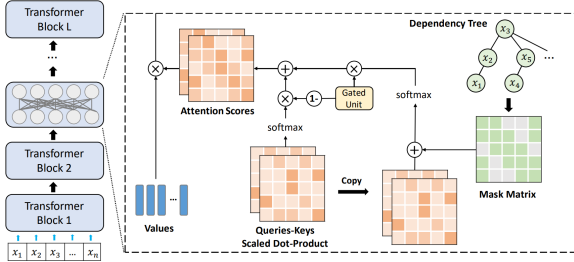 Transformer
Block L
...
Transformer
Block 2
Transformer
Block 1
x₁ x₂ x₃ ... xₙ
Attention Scores
Values
...
softmax
1-
Gated
Unit
Queries-Keys
Scaled Dot-Product
Copy
softmax
Dependency Tree
x₃
x₂ x₅ ...
x₁ x₄
Mask Matrix